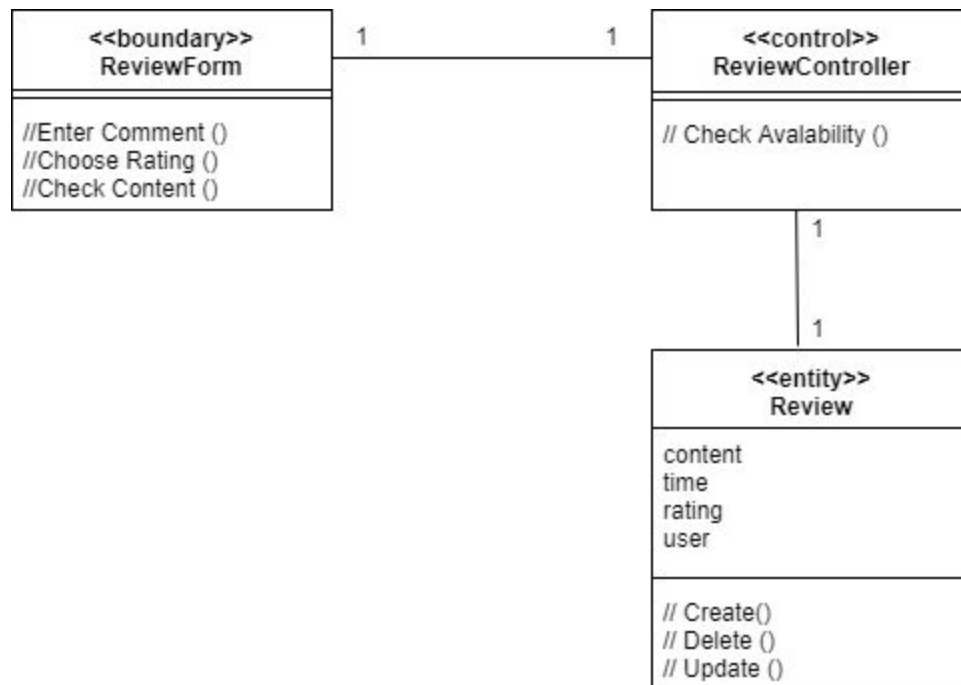 <<boundary>>
ReviewForm
//Enter Comment ()
//Choose Rating ()
//Check Content ()
1
1
<<control>>
ReviewController
// Check Avalability ()
1
1
<<entity>>
Review
content
time
rating
user
// Create()
// Delete ()
// Update ()